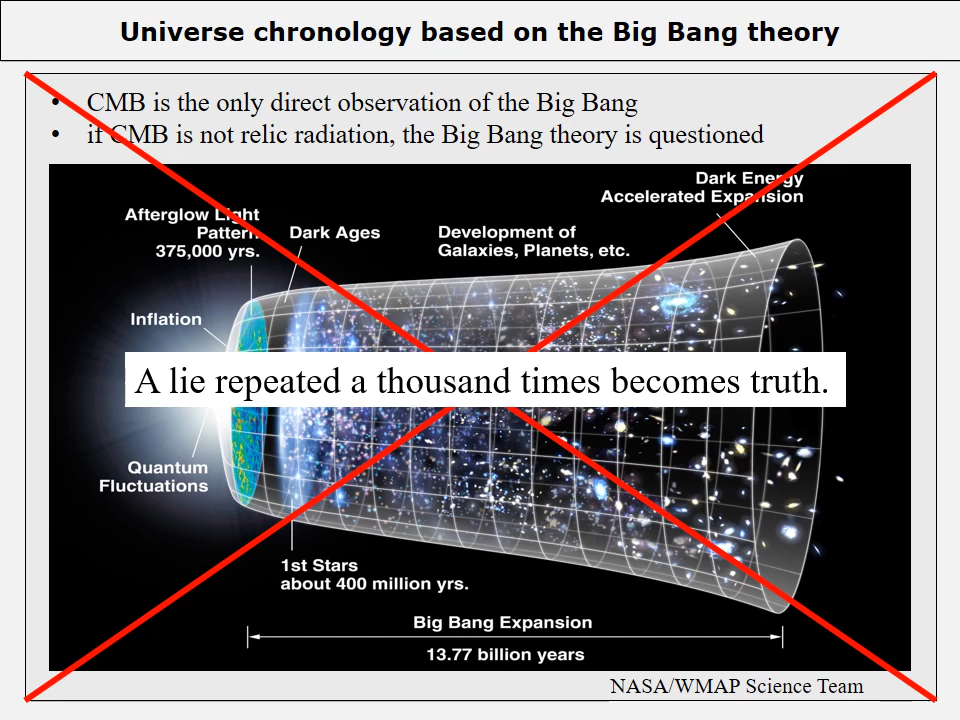 Universe chronology based on the Big Bang theory
• CMB is the only direct observation of the Big Bang
• if CMB is not relic radiation, the Big Bang theory is questioned
Dark Energy
Accelerated Expansion
Afterglow Light
Pattern
375,000 yrs.
Dark Ages
Development of
Galaxies, Planets, etc.
Inflation
A lie repeated a thousand times becomes truth.
Quantum
Fluctuations
1st Stars
about 400 million yrs.
Big Bang Expansion
13.77 billion years
NASA/WMAP Science Team